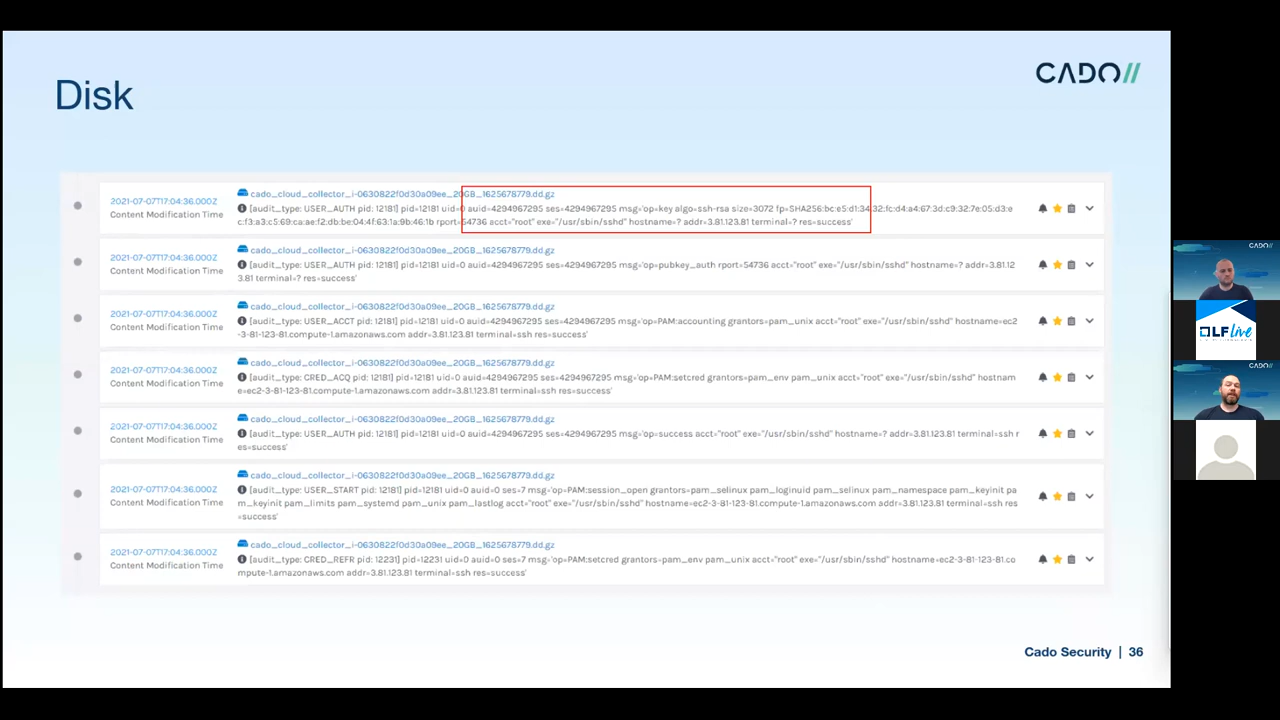 CADO//
Disk
cado_cloud_collector_i-0630822f0d30a09ee_20GB_1625678779.dd.gz
2021-07-07T17:04:36.000Z
[audit_type: USER_AUTH pid: 12181] pid=12181 uid=0 auid=4294967295 ses=4294967295 msg='op=key algo=ssh-rsa size=3072 fp=SHA256:bc:e5:d1:34:32:fc:d4:a4:67:3d:c9:32:7e:05:d3:e
Content Modification Time
c:f3:a3:c5:69:ca:ae:f2:db:be:04:4f:63:1a:9b:46:1b rport=54736 acct="root" exe="/usr/sbin/sshd" hostname=? addr=3.81.123.81 terminal=? res=success'
cado_cloud_collector_i-0630822f0d30a09ee_20GB_1625678779.dd.gz
2021-07-07T17:04:36.000Z
[audit_type: USER_AUTH pid: 12181] pid=12181 uid=0 auid=4294967295 ses=4294967295 msg='op=pubkey_auth rport=54736 acct="root" exe="/usr/sbin/sshd" hostname=? addr=3.81.12
Content Modification Time
3.81 terminal=? res=success'
cado_cloud_collector_i-0630822f0d30a09ee_20GB_1625678779.dd.gz
2021-07-07T17:04:36.000Z
[audit_type: USER_ACCT pid: 12181] pid=12181 uid=0 auid=4294967295 ses=4294967295 msg='op=PAM:accounting grantors=pam_unix acct="root" exe="/usr/sbin/sshd" hostname=ec2
Content Modification Time
-3-81-123-81.compute-1.amazonaws.com addr=3.81.123.81 terminal=ssh res=success'
cado_cloud_collector_i-0630822f0d30a09ee_20GB_1625678779.dd.gz
2021-07-07T17:04:36.000Z
[audit_type: CRED_ACQ pid: 12181] pid=12181 uid=0 auid=4294967295 ses=4294967295 msg='op=PAM:setcred grantors=pam_env pam_unix acct="root" exe="/usr/sbin/sshd" hostnam
Content Modification Time
e=ec2-3-81-123-81.compute-1.amazonaws.com addr=3.81.123.81 terminal=ssh res=success'
cado_cloud_collector_i-0630822f0d30a09ee_20GB_1625678779.dd.gz
2021-07-07T17:04:36.000Z
[audit_type: USER_AUTH pid: 12181] pid=12181 uid=0 auid=4294967295 ses=4294967295 msg='op=success acct="root" exe="/usr/sbin/sshd" hostname=? addr=3.81.123.81 terminal=ssh r
Content Modification Time
es=success'
cado_cloud_collector_i-0630822f0d30a09ee_20GB_1625678779.dd.gz
2021-07-07T17:04:36.000Z
[audit_type: USER_START pid: 12181] pid=12181 uid=0 auid=0 ses=7 msg='op=PAM:session_open grantors=pam_selinux pam_loginuid pam_selinux pam_namespace pam_keyinit pa
Content Modification Time
m_keyinit pam_limits pam_systemd pam_unix pam_lastlog acct="root" exe="/usr/sbin/sshd" hostname=ec2-3-81-123-81.compute-1.amazonaws.com addr=3.81.123.81 terminal=ssh res
=success'
cado_cloud_collector_i-0630822f0d30a09ee_20GB_1625678779.dd.gz
2021-07-07T17:04:36.000Z
[audit_type: CRED_REFR pid: 12231] pid=12231 uid=0 auid=0 ses=7 msg='op=PAM:setcred grantors=pam_env pam_unix acct="root" exe="/usr/sbin/sshd" hostname=ec2-3-81-123-81.co
Content Modification Time
mpute-1.amazonaws.com addr=3.81.123.81 terminal=ssh res=success'
Cado Security | 36
CADO//
LF live
CADO//